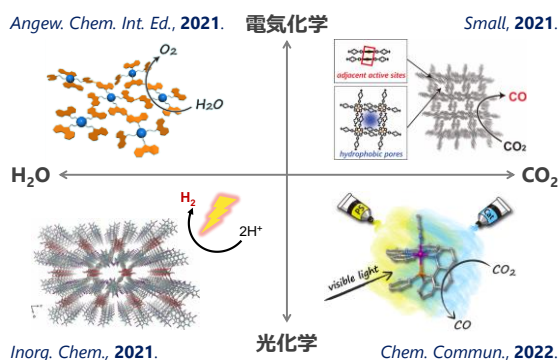 Angew. Chem. Int. Ed., 2021.
電気化学
Small, 2021.
O2
H2O
adjacent active sites
hydrophobic pores
CO
CO2
H2O
CO2
H2
2H+
PS
visible light
CO2
CO
Inorg. Chem., 2021.
光化学
Chem. Commun., 2022.